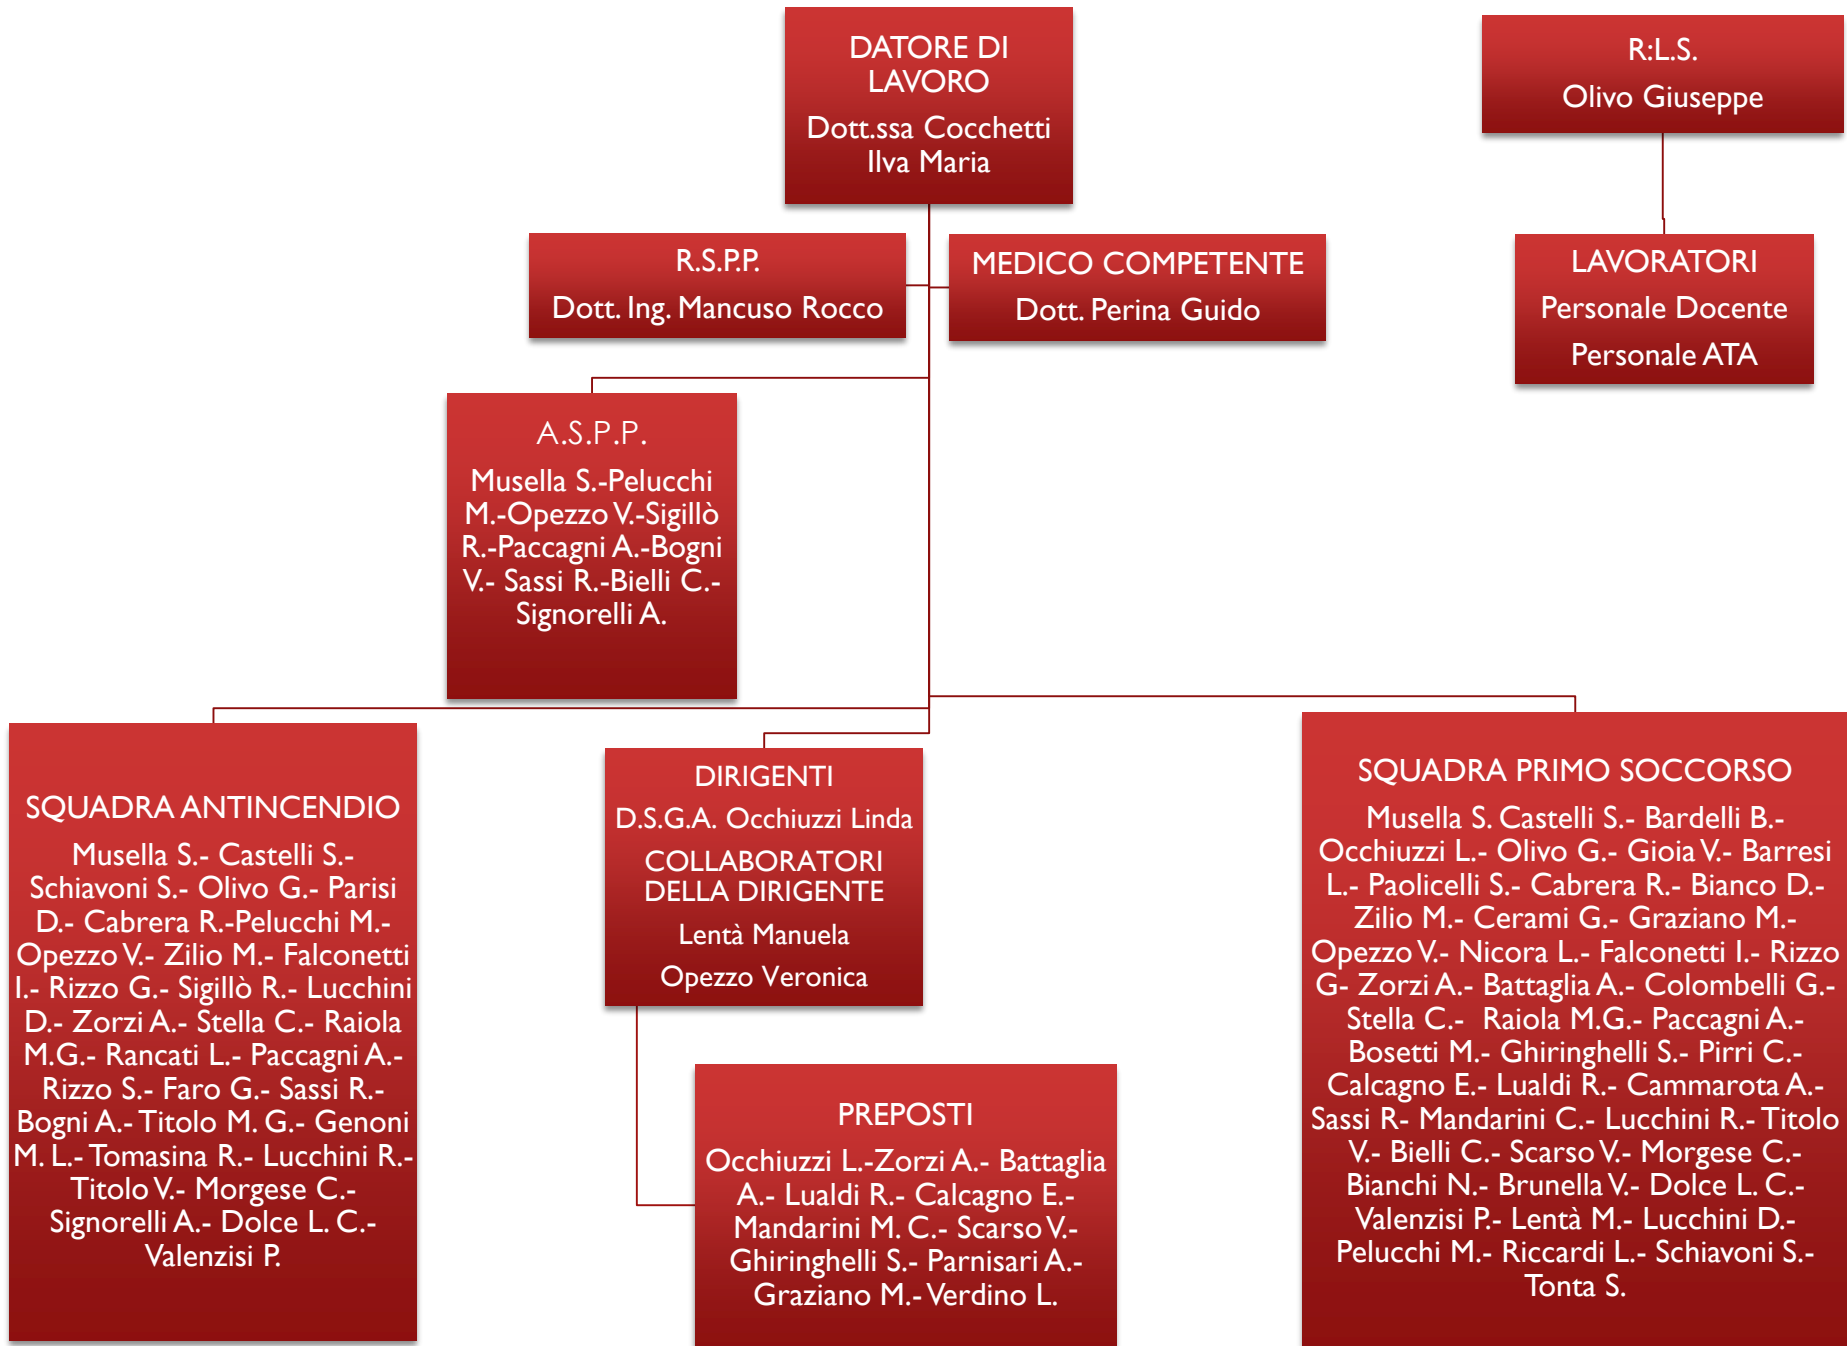 DATORE DI
LAVORO
Dott.ssa Cocchetti
Ilva Maria
R:L.S.
Olivo Giuseppe
R.S.P.P.
Dott. Ing. Mancuso Rocco
MEDICO COMPETENTE
Dott. Perina Guido
LAVORATORI
Personale Docente
Personale ATA
A.S.P.P.
Musella S.-Pelucchi
M.-Opezzo V.-Sigillò
R.-Paccagni A.-Bogni
V.- Sassi R.-Bielli C.-
Signorelli A.
SQUADRA ANTINCENDIO
Musella S.- Castelli S.-
Schiavoni S.- Olivo G.- Parisi
D.- Cabrera R.-Pelucchi M.-
Opezzo V.- Zilio M.- Falconetti
I.- Rizzo G.- Sigillò R.- Lucchini
D.- Zorzi A.- Stella C.- Raiola
M.G.- Rancati L.- Paccagni A.-
Rizzo S.- Faro G.- Sassi R.-
Bogni A.- Titolo M. G.- Genoni
M. L.- Tomasina R.- Lucchini R.-
Titolo V.- Morgese C.-
Signorelli A.- Dolce L. C.-
Valenzisi P.
DIRIGENTI
D.S.G.A. Occhiuzzi Linda
COLLABORATORI
DELLA DIRIGENTE
Lentà Manuela
Opezzo Veronica
PREPOSTI
Occhiuzzi L.-Zorzi A.- Battaglia
A.- Lualdi R.- Calcagno E.-
Mandarini M. C.- Scarso V.-
Ghiringhelli S.- Parnisari A.-
Graziano M.- Verdino L.
SQUADRA PRIMO SOCCORSO
Musella S. Castelli S.- Bardelli B.-
Occhiuzzi L.- Olivo G.- Gioia V.- Barresi
L.- Paolicelli S.- Cabrera R.- Bianco D.-
Zilio M.- Cerami G.- Graziano M.-
Opezzo V.- Nicora L.- Falconetti I.- Rizzo
G- Zorzi A.- Battaglia A.- Colombelli G.-
Stella C.- Raiola M.G.- Paccagni A.-
Bosetti M.- Ghiringhelli S.- Pirri C.-
Calcagno E.- Lualdi R.- Cammarota A.-
Sassi R- Mandarini C.- Lucchini R.- Titolo
V.- Bielli C.- Scarso V.- Morgese C.-
Bianchi N.- Brunella V.- Dolce L. C.-
Valenzisi P.- Lentà M.- Lucchini D.-
Pelucchi M.- Riccardi L.- Schiavoni S.-
Tonta S.